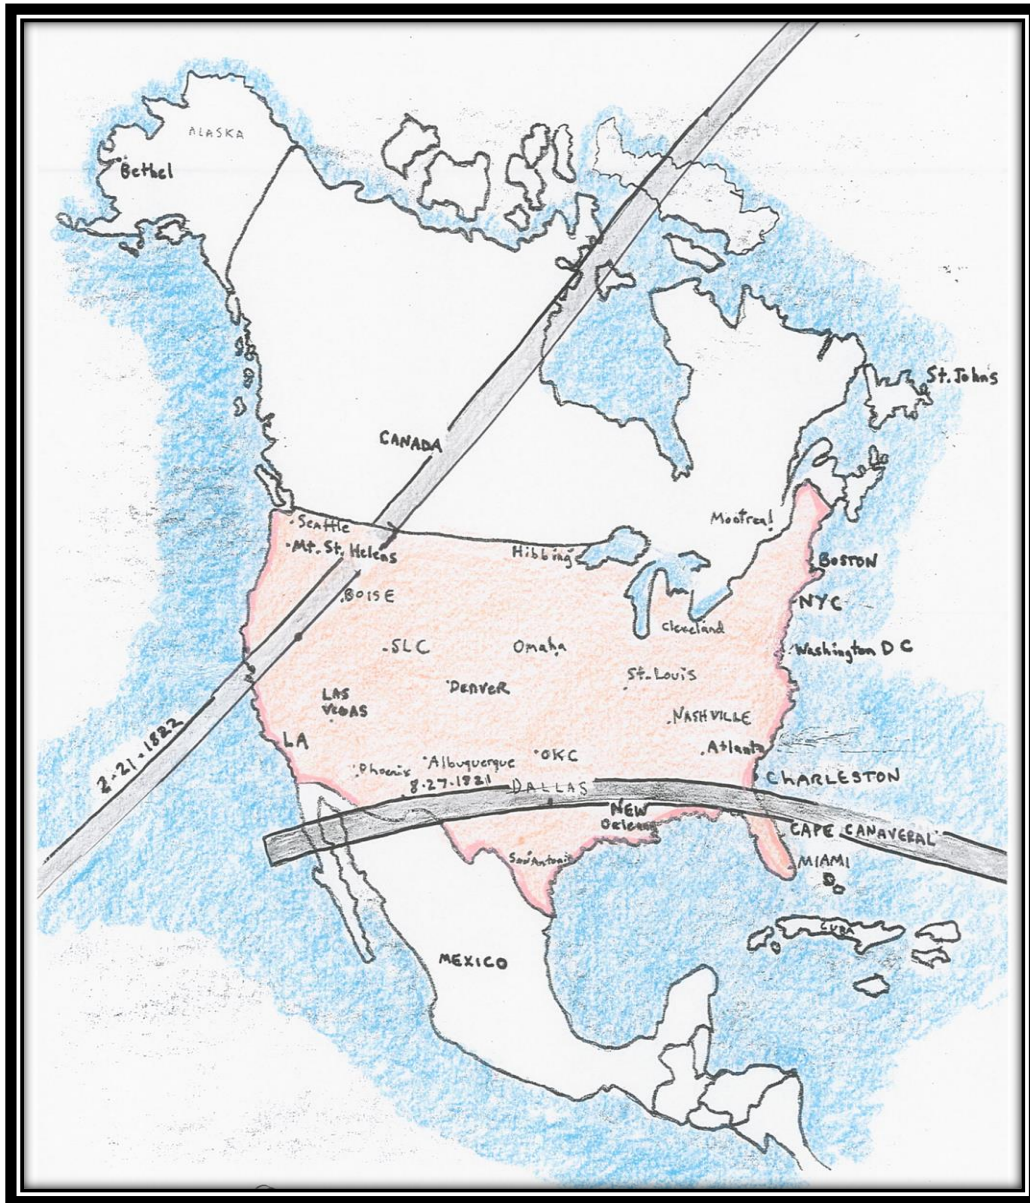 ALASKA
Bethel
St. John's
CANADA
Montreal
Seattle
Mt. St. Helens
Hibbing
BOSTON
BOISE
NYC
Cleveland
SLC
Omaha
Washington DC
St. Louis
DENVER
LAS
VEGAS
NASHVILLE
2-21-1822
LA
Atlanta
OKC
Albuquerque
Phoenix
CHARLESTON
8-27-1821
DALLAS
NEW
Orleans
CAPE CANAVERAL
San Antonio
MIAMI
CUBA
MEXICO